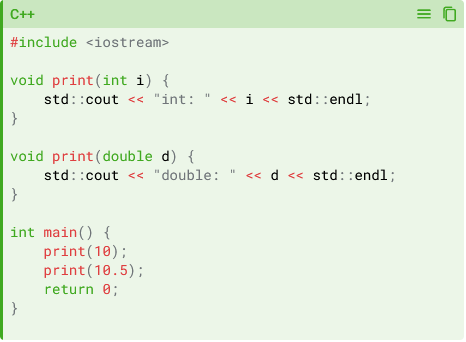 C++
#include <iostream>

void print(int i) {
    std::cout << "int: " << i << std::endl;
}

void print(double d) {
    std::cout << "double: " << d << std::endl;
}

int main() {
    print(10);
    print(10.5);
    return 0;
}